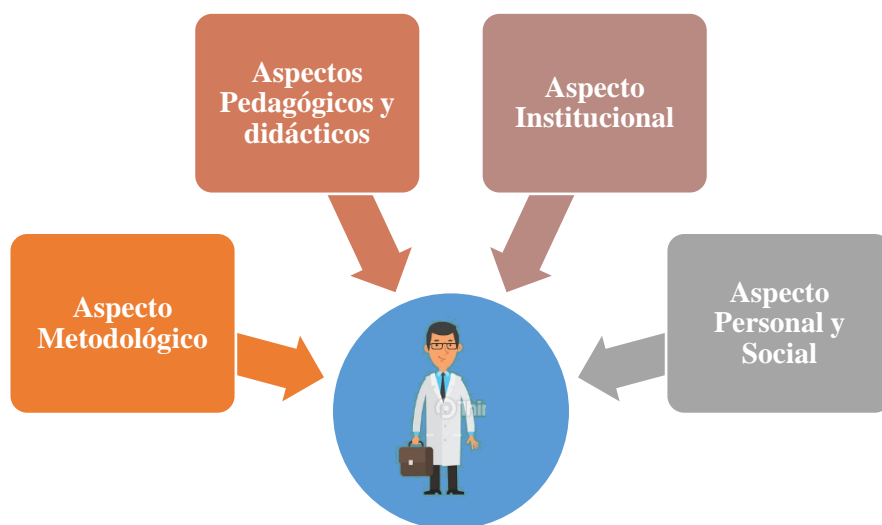 Aspectos
Pedagógicos y
didácticos
Aspecto
Institucional
Aspecto
Metodológico
Aspecto
Personal y
Social